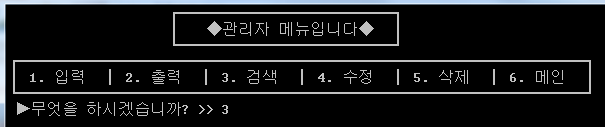 ◆관리자 메뉴입니다◆
1. 입력 | 2. 출력 | 3. 검색 | 4. 수정 | 5. 삭제 | 6. 메인
▶무엇을 하시겠습니까? >> 3